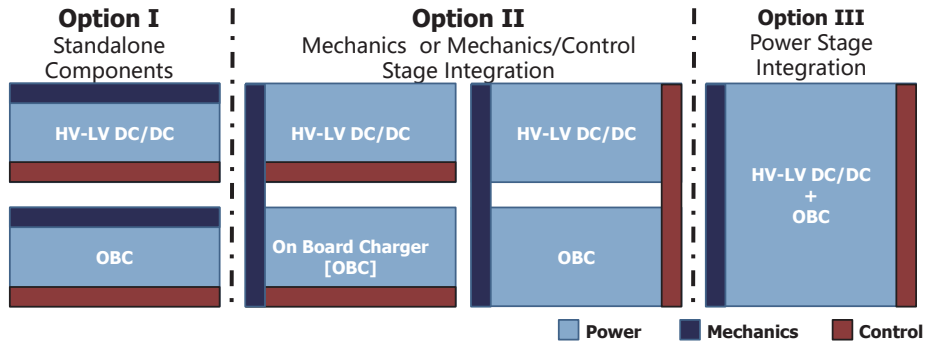 Option I
Standalone
Components
HV-LV DC/DC
OBC
Option II
Mechanics or Mechanics/Control
Stage Integration
HV-LV DC/DC
On Board Charger
[OBC]
HV-LV DC/DC
OBC
Option III
Power Stage
Integration
HV-LV DC/DC
+
OBC
Power
Mechanics
Control